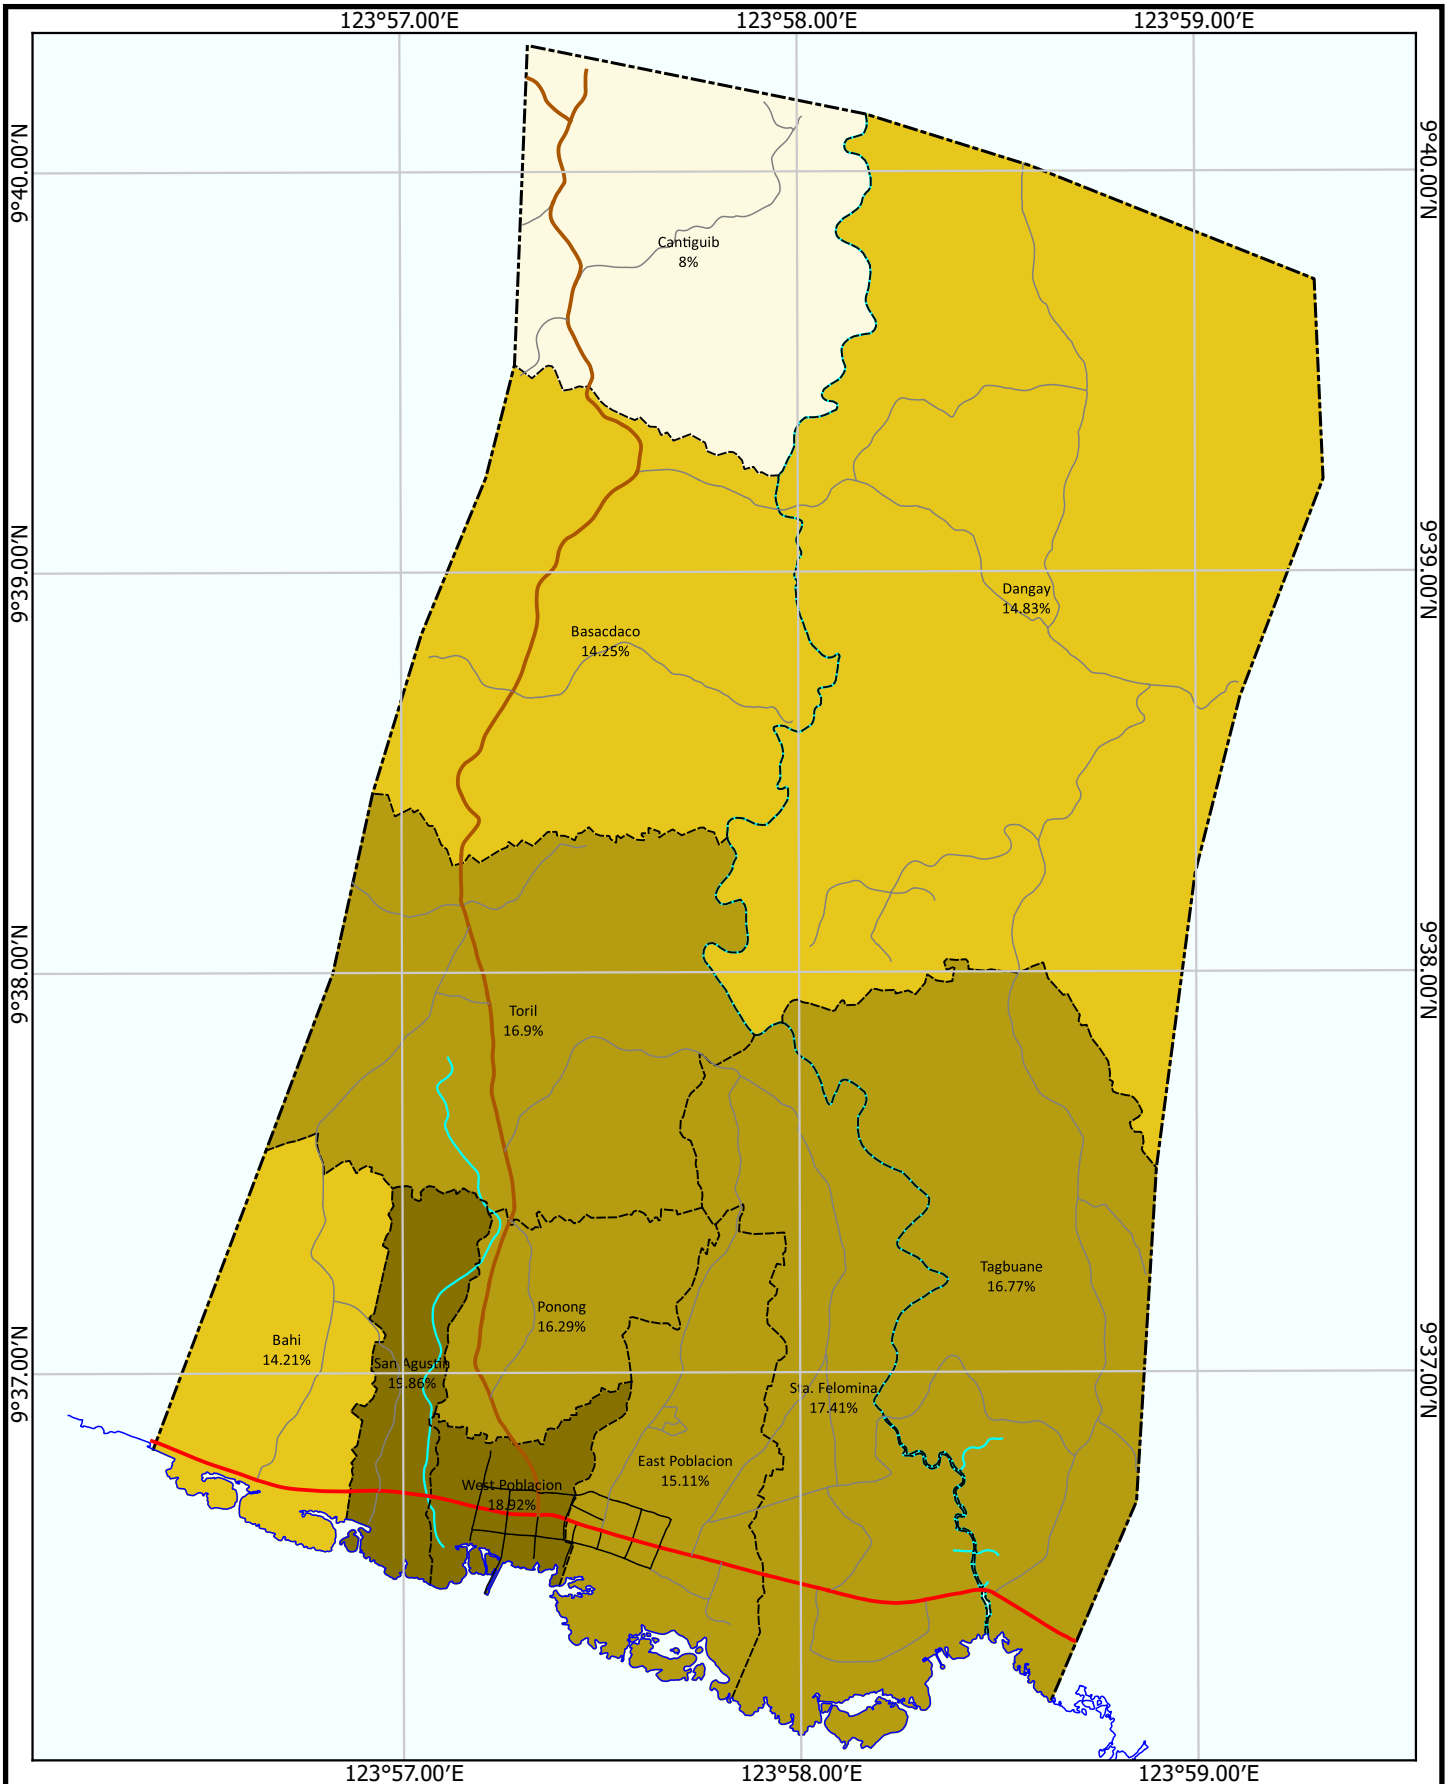 123°57.00′E 123°58.00′E 123°59.00′E
9°40.00′N 9°40.00′N
Cantiguib
8%
9°39.00′N 9°39.00′N
Dangay
14.83%
Basacdaco
14.25%
9°38.00′N 9°38.00′N
Toril
16.9%
Tagbuane
16.77%
Ponong
16.29%
Bahi
14.21%
9°37.00′N 9°37.00′N
San Agustin
19.86%
Sta. Felomina
17.41%
East Poblacion
15.11%
West Poblacion
18.92%
123°57.00′E 123°58.00′E 123°59.00′E